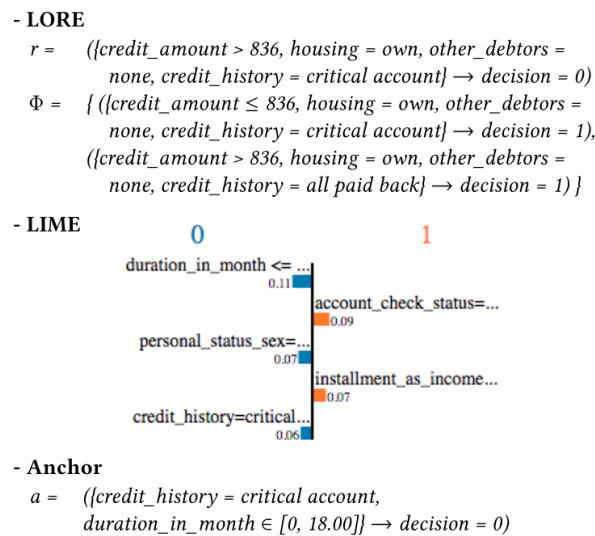 - LORE
r = ({credit_amount > 836, housing = own, other_debtors =
none, credit_history = critical account} → decision = 0)
Φ = { ({credit_amount ≤ 836, housing = own, other_debtors =
none, credit_history = critical account} → decision = 1),
({credit_amount > 836, housing = own, other_debtors =
none, credit_history = all paid back} → decision = 1) }
- LIME
0 1
duration_in_month <= ...
0.11
account_check_status=...
0.09
personal_status_sex=...
0.07
installment_as_income...
0.07
credit_history=critical...
0.06
- Anchor
a = ({credit_history = critical account,
duration_in_month ∈ [0, 18.00]} → decision = 0)